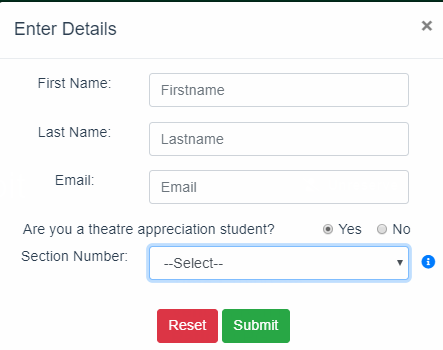 Enter Details ×
First Name: Firstname
Last Name: Lastname
Email: Email
Are you a theatre appreciation student? Yes No
Section Number: --Select--
Reset Submit